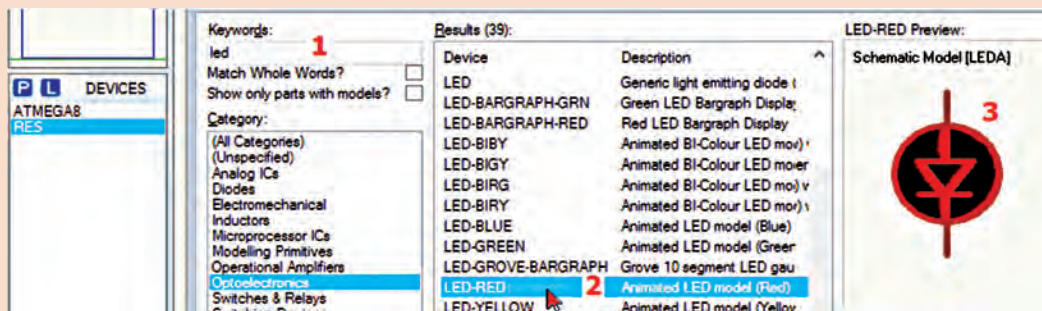 P L DEVICES
ATMEGA8
RES
Keywords:
led
1
Match Whole Words?
Show only parts with models?
Category:
(All Categories)
(Unspecified)
Analog ICs
Diodes
Electromechanical
Inductors
Microprocessor ICs
Modelling Primitives
Operational Amplifiers
Optoelectronics
Switches & Relays
Results (39):
Device Description
LED Generic light emitting diode (
LED-BARGRAPH-GRN Green LED Bargraph Display
LED-BARGRAPH-RED Red LED Bargraph Display
LED-BIBY Animated BI-Colour LED
LED-BIGY Animated BI-Colour LED
LED-BIRG Animated BI-Colour LED
LED-BIRY Animated BI-Colour LED
LED-BLUE Animated LED model (Blue)
LED-GREEN Animated LED model (Green
LED-GROVE-BARGRAPH Grove 10 segment LED gau
LED-RED 2 Animated LED model (Red)
LED-YELLOW Animated LED model (Yellow
LED-RED Preview:
Schematic Model [LEDA]
3